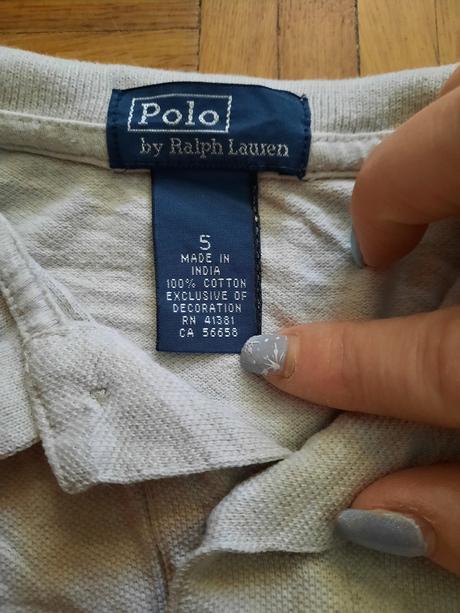 Polo
by Ralph Lauren
5
MADE IN
INDIA
100% COTTON
EXCLUSIVE OF
DECORATION
RN 41381
CA 56658